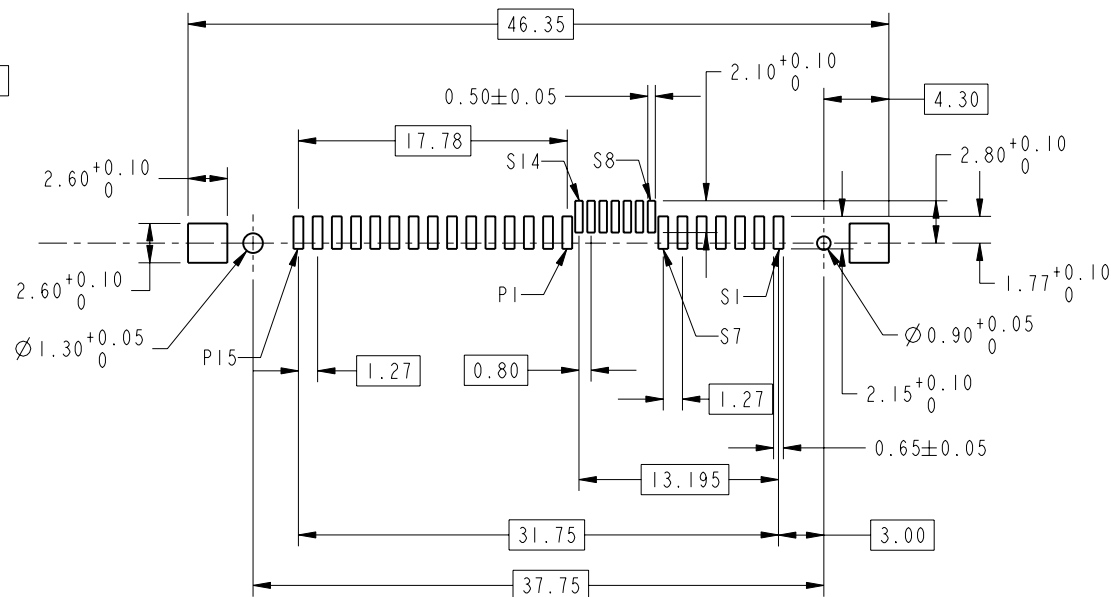 46.35
2.10 +0.10 0
0.50±0.05
4.30
17.78
S14
S8
2.80 +0.10 0
2.60 +0.10 0
2.60 +0.10 0
P1
S1
1.77 +0.10 0
Ø1.30 +0.05 0
P15
S7
Ø0.90 +0.05 0
1.27
0.80
1.27
2.15 +0.10 0
0.65±0.05
13.195
31.75
3.00
37.75